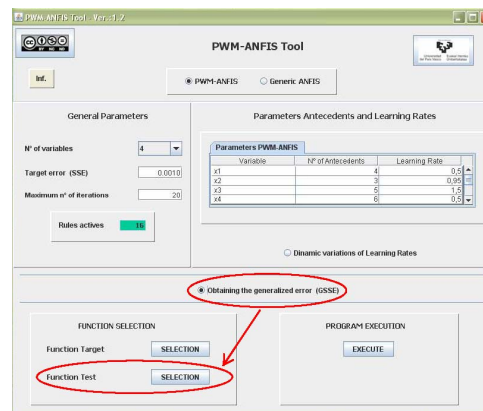 PWM-ANFIS Tool - Ver.:1.2
PWM-ANFIS Tool
BY NC ND
Inf.
PWM-ANFIS Generic ANFIS
General Parameters
Parameters Antecedents and Learning Rates
Nº of variables 4
Target error (SSE) 0.0010
Maximum nº of iterations 20
Rules actives 16
Parameters PWM-ANFIS
Variable Nº of Antecedents Learning Rate
x1 4 0,5
x2 3 0,95
x3 5 1,5
x4 6 0,5
Dinamic variations of Learning Rates
Obtaining the generalized error (GSSE)
FUNCTION SELECTION
Function Target SELECTION
Function Test SELECTION
PROGRAM EXECUTION
EXECUTE